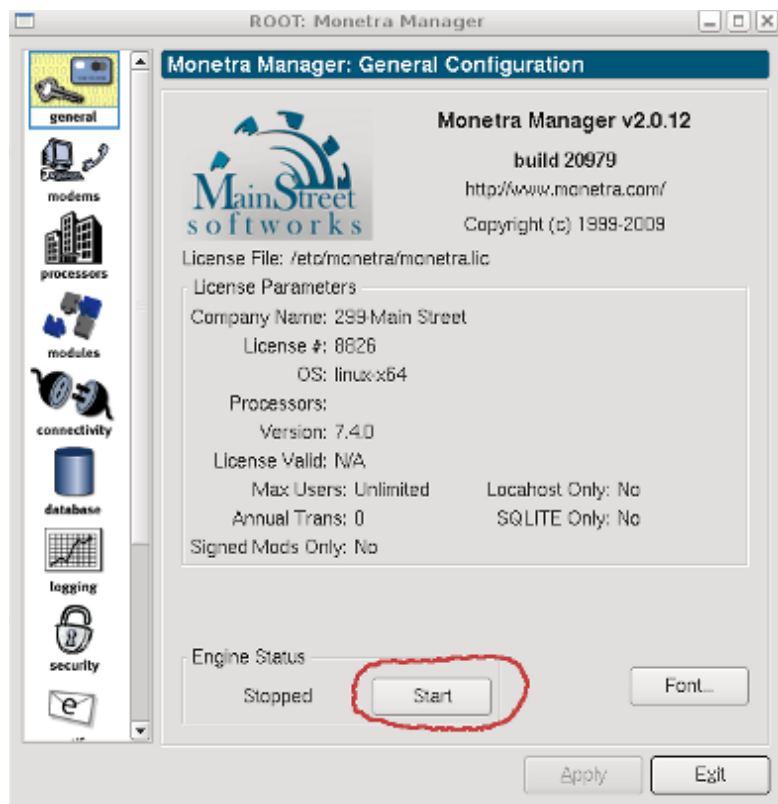 ROOT: Monetra Manager
Monetra Manager: General Configuration
general
modems
processors
modules
connectivity
database
logging
security
MainStreet
softworks
Monetra Manager v2.0.12
build 20979
http://www.monetra.com/
Copyright (c) 1999-2009
License File: /etc/monetra/monetra.lic
License Parameters
Company Name: 299-Main Street
License #: 8826
OS: linux-x64
Processors:
Version: 7.4.0
License Valid: N/A
Max Users: Unlimited Locahost Only: No
Annual Trans: 0 SQLITE Only: No
Signed Mods Only: No
Engine Status
Stopped Start
Font...
Apply Exit